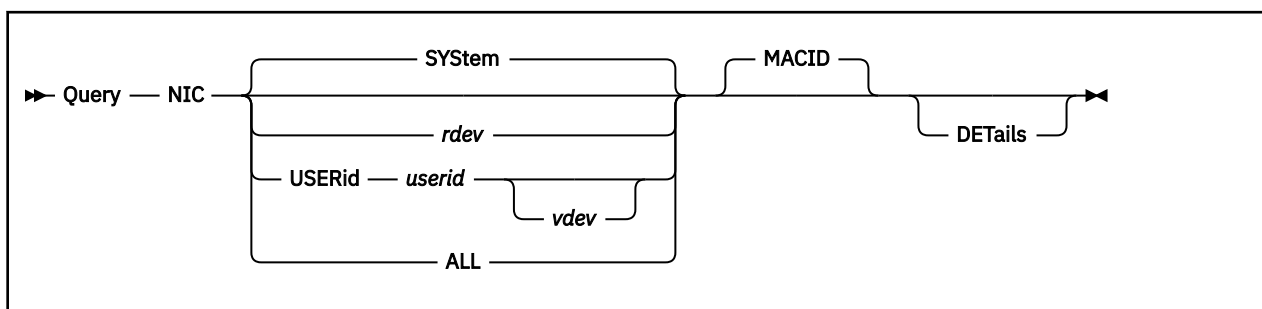 SYStem MACID
Query NIC
rdev DETails
USERid userid
vdev
ALL